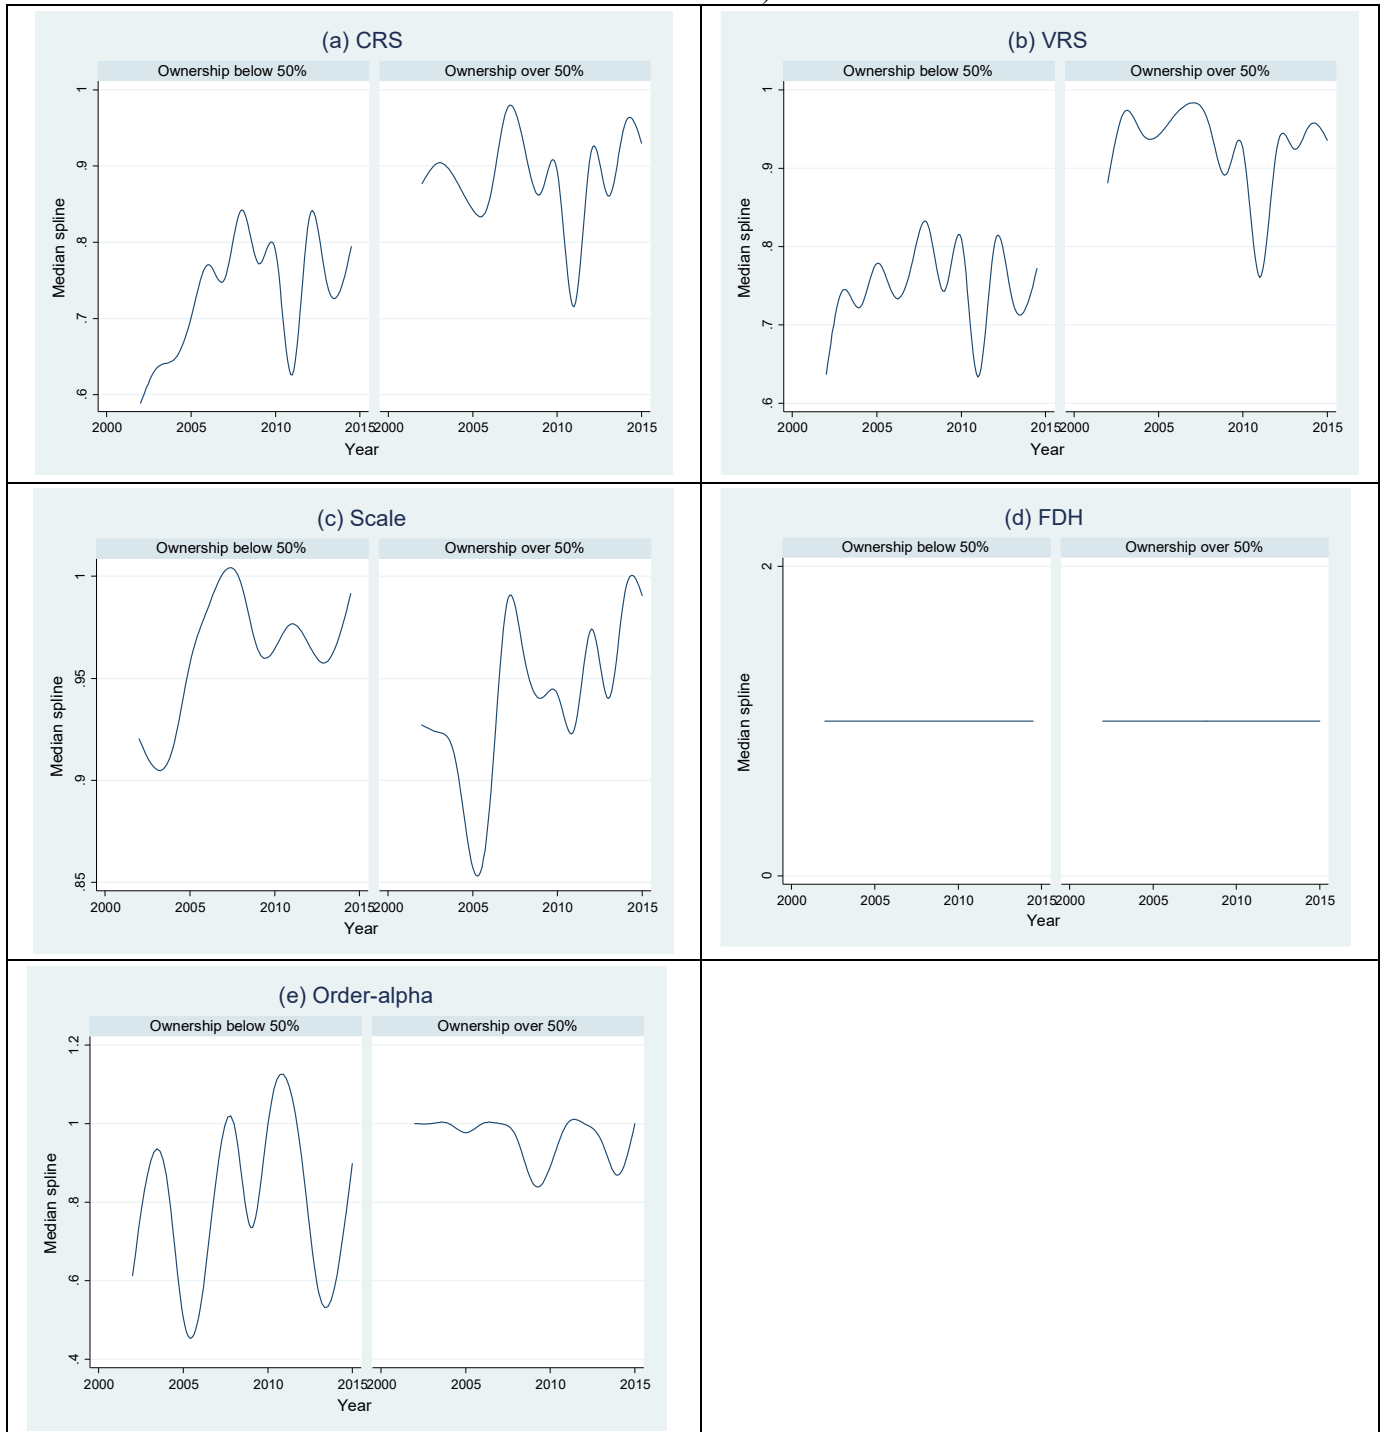 (a) CRS
Ownership below 50% Ownership over 50%
1
.9
.8
.7
.6
Median spline
2000 2005 2010 2015 2000 2005 2010 2015
Year
(b) VRS
Ownership below 50% Ownership over 50%
1
.9
.8
.7
.6
Median spline
2000 2005 2010 2015 2000 2005 2010 2015
Year
(c) Scale
Ownership below 50% Ownership over 50%
1
.95
.9
.85
Median spline
2000 2005 2010 2015 2000 2005 2010 2015
Year
(d) FDH
Ownership below 50% Ownership over 50%
2
0
Median spline
2000 2005 2010 2015 2000 2005 2010 2015
Year
(e) Order-alpha
Ownership below 50% Ownership over 50%
1.2
1
.8
.6
.4
Median spline
2000 2005 2010 2015 2000 2005 2010 2015
Year